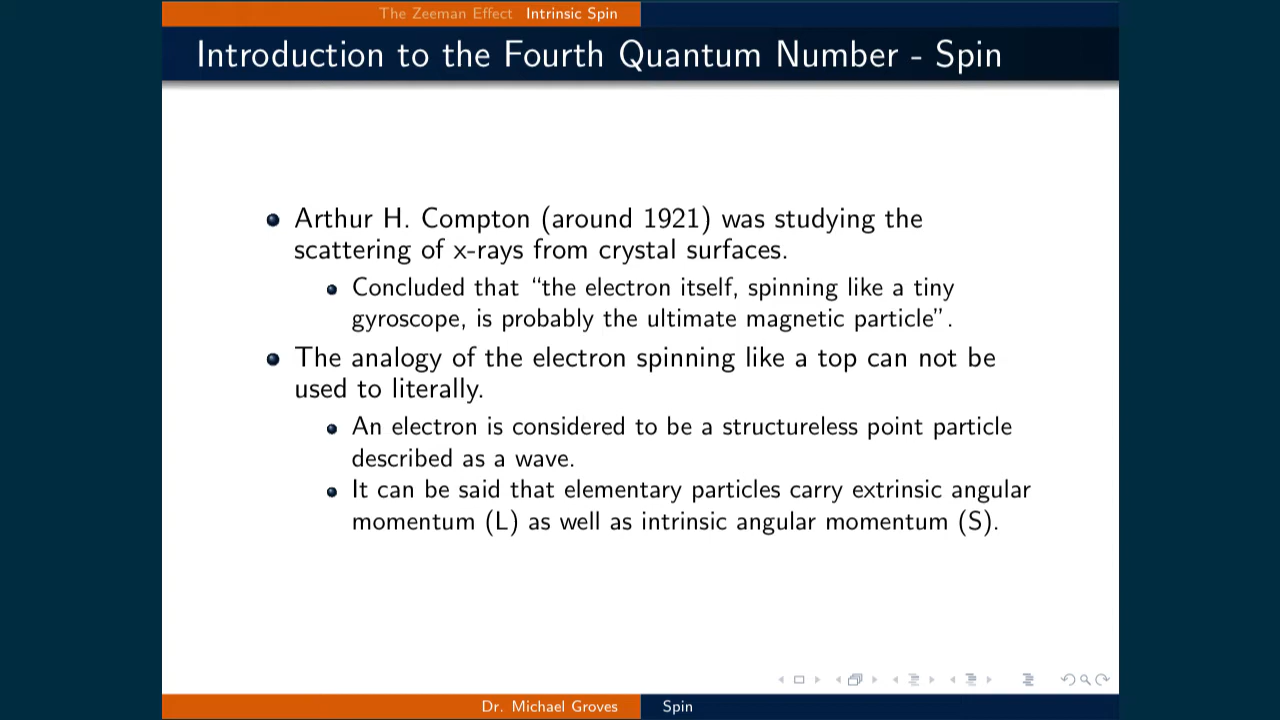 The Zeeman Effect Intrinsic Spin
Introduction to the Fourth Quantum Number - Spin
Arthur H. Compton (around 1921) was studying the
scattering of x-rays from crystal surfaces.
Concluded that “the electron itself, spinning like a tiny
gyroscope, is probably the ultimate magnetic particle”.
The analogy of the electron spinning like a top can not be
used to literally.
An electron is considered to be a structureless point particle
described as a wave.
It can be said that elementary particles carry extrinsic angular
momentum (L) as well as intrinsic angular momentum (S).
Dr. Michael Groves Spin